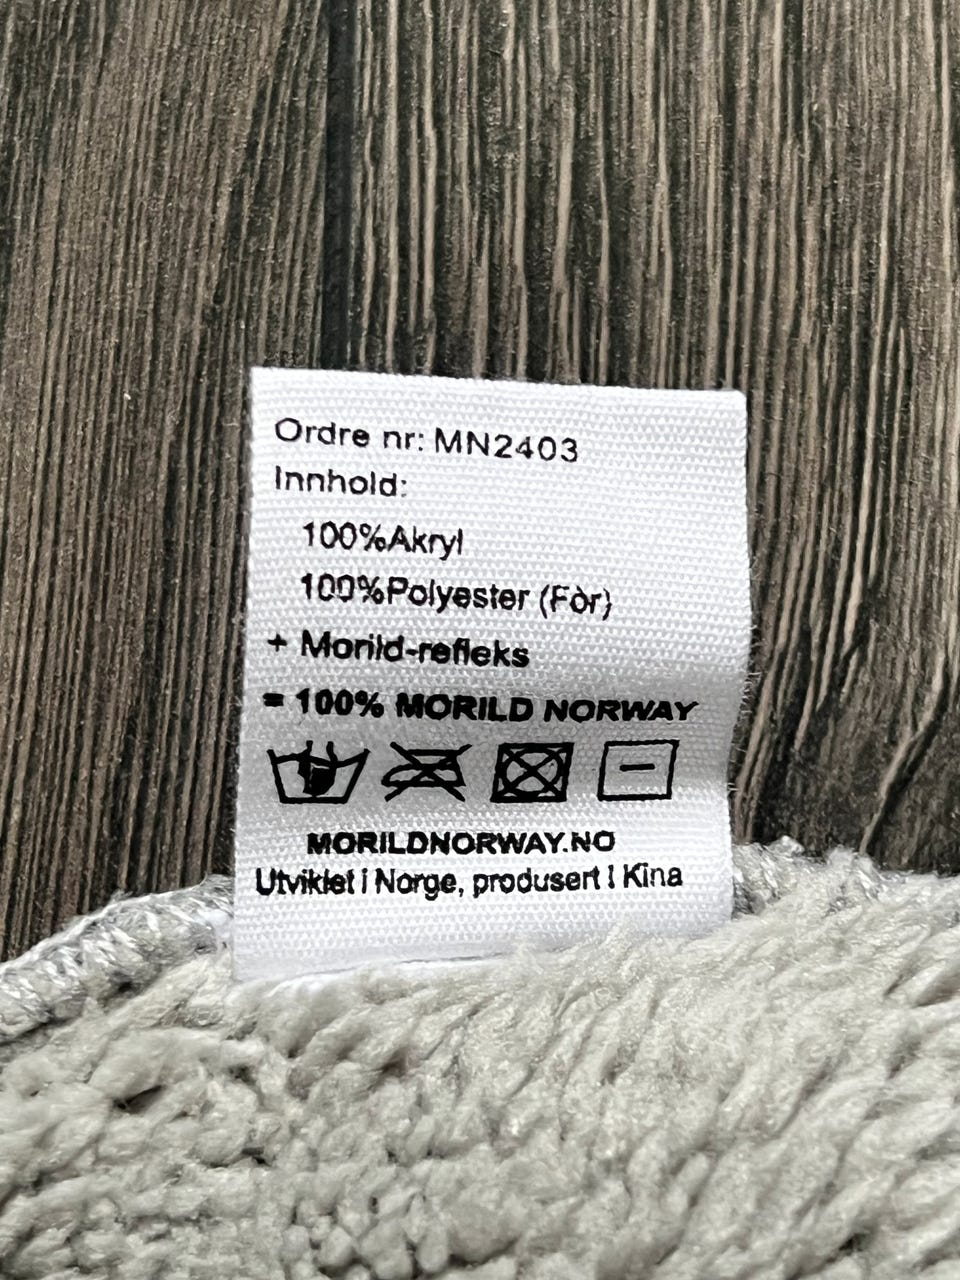 Ordre nr: MN2403
Innhold:
100%Akryl
100%Polyester (Fòr)
+ Morild-refleks
= 100% MORILD NORWAY
MORILDNORWAY.NO
Utviklet i Norge, produsert I Kina